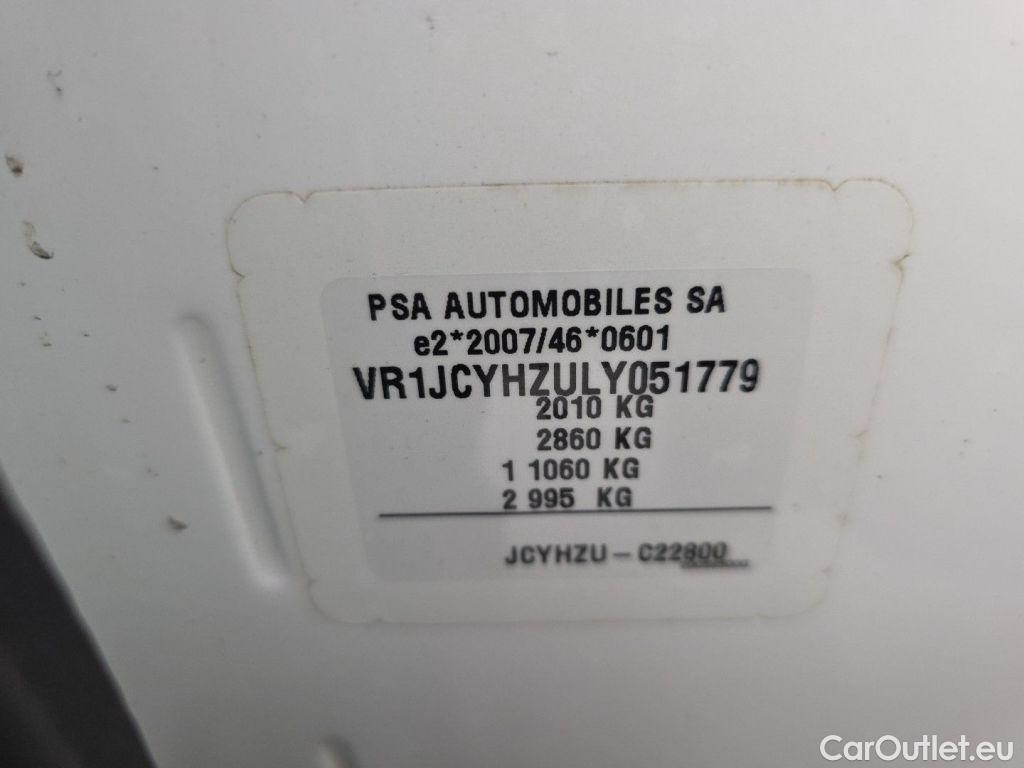 PSA AUTOMOBILES SA
e2*2007/46*0601
VR1JCYHZULY051779
2010 KG
2860 KG
1 1060 KG
2 995 KG
JCYHZU – C22800
CarOutlet.eu